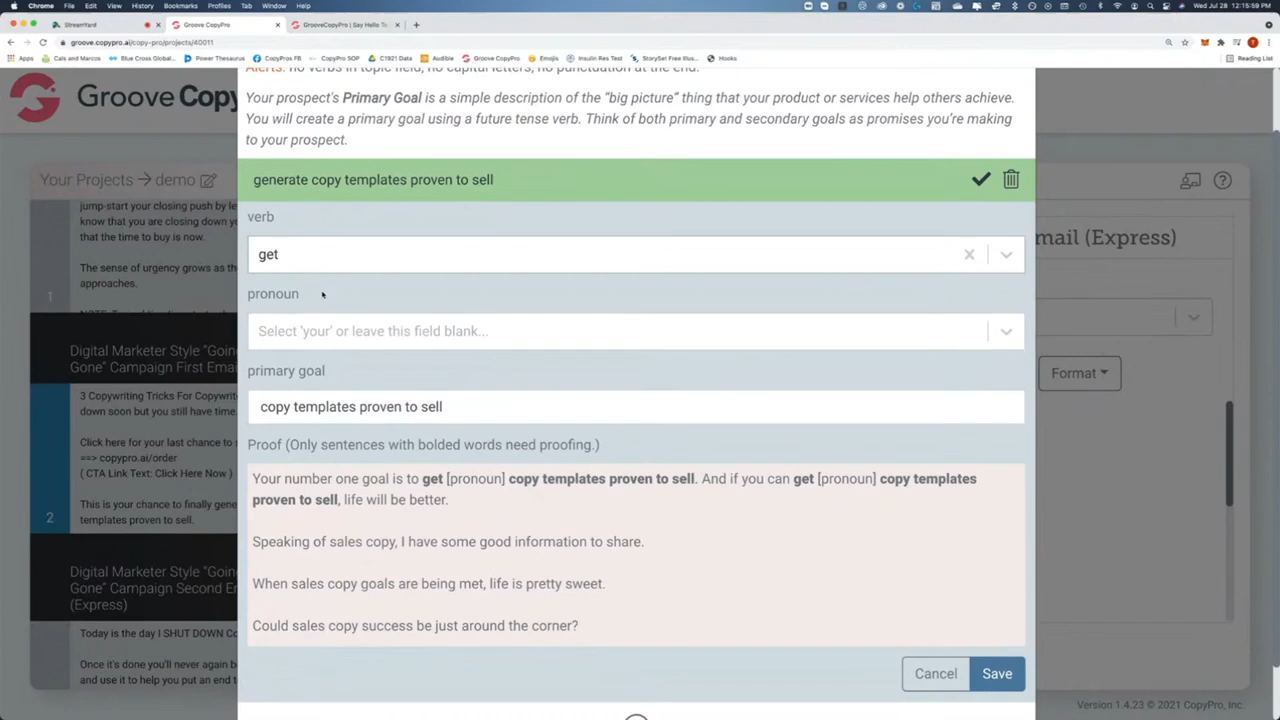 Chrome File Edit View History Bookmarks Profiles Tab Window Help
Wed Jul 28 12:15:59
StreamYard
Groove CopyPro
GrooveCopyPro | Say Hello To
groove.copypro.ai/copy-pro/projects/40011
Apps Cals and Marcos Blue Cross Global... Power Thesaurus CopyPros FB CopyPro SOP C1921 Data Audible Groove CopyPro Emojis Insulin Res Test StorySet Free Illus... Hooks Reading List
Groove Cop
Alerts: no verbs in topic field, no capital letters, no punctuation at the end.
Your prospect's Primary Goal is a simple description of the “big picture” thing that your product or services help others achieve.
You will create a primary goal using a future tense verb. Think of both primary and secondary goals as promises you’re making
to your prospect.
Your Projects → demo
generate copy templates proven to sell
verb
get
pronoun
Select 'your' or leave this field blank...
primary goal
copy templates proven to sell
Proof (Only sentences with bolded words need proofing.)
Your number one goal is to get [pronoun] copy templates proven to sell. And if you can get [pronoun] copy templates
proven to sell, life will be better.
Speaking of sales copy, I have some good information to share.
When sales copy goals are being met, life is pretty sweet.
Could sales copy success be just around the corner?
Cancel Save
jump-start your closing push by le
know that you are closing down yo
that the time to buy is now.
The sense of urgency grows as th
approaches.
1
Digital Marketer Style “Going
Gone” Campaign First Emai
3 Copywriting Tricks For Copywrit
down soon but you still have time.
Click here for your last chance to s
==> copypro.ai/order
( CTA Link Text: Click Here Now )
This is your chance to finally gene
templates proven to sell.
2
Digital Marketer Style “Going
Gone” Campaign Second Er
(Express)
Today is the day I SHUT DOWN Co
Once it's done you'll never again b
and use it to help you put an end t
mail (Express)
Format
Version 1.4.23 © 2021 CopyPro, Inc.